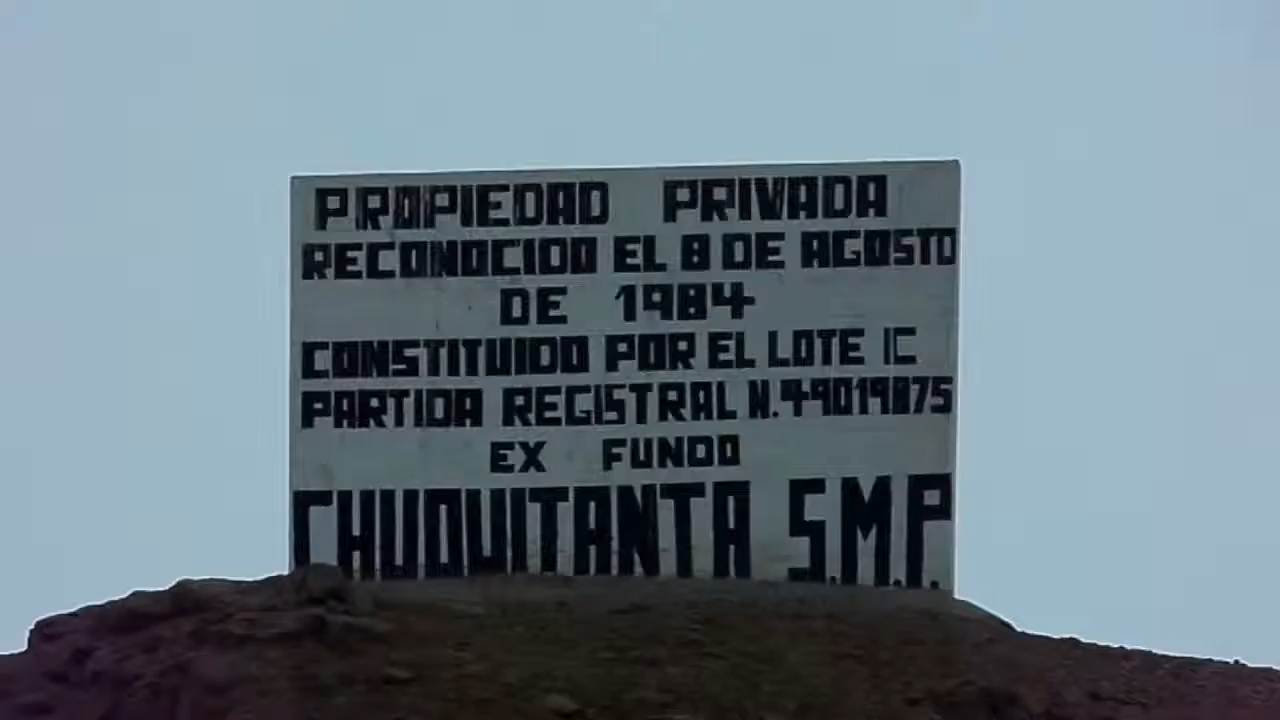 PROPIEDAD PRIVADA
RECONOCIDO EL 8 DE AGOSTO
DE 1984
CONSTITUIDO POR EL LOTE IC
PARTIDA REGISTRAL N.49019875
EX FUNDO
CHUQUITANTA S.M.P.